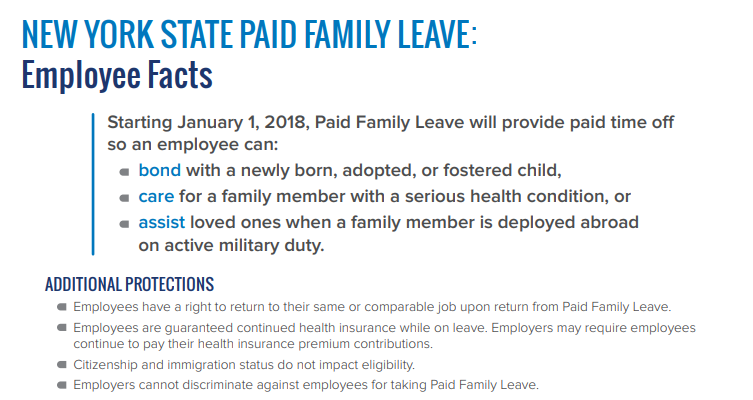 NEW YORK STATE PAID FAMILY LEAVE:
Employee Facts
Starting January 1, 2018, Paid Family Leave will provide paid time off
so an employee can:
bond with a newly born, adopted, or fostered child,
care for a family member with a serious health condition, or
assist loved ones when a family member is deployed abroad
on active military duty.
ADDITIONAL PROTECTIONS
Employees have a right to return to their same or comparable job upon return from Paid Family Leave.
Employees are guaranteed continued health insurance while on leave. Employers may require employees
continue to pay their health insurance premium contributions.
Citizenship and immigration status do not impact eligibility.
Employers cannot discriminate against employees for taking Paid Family Leave.